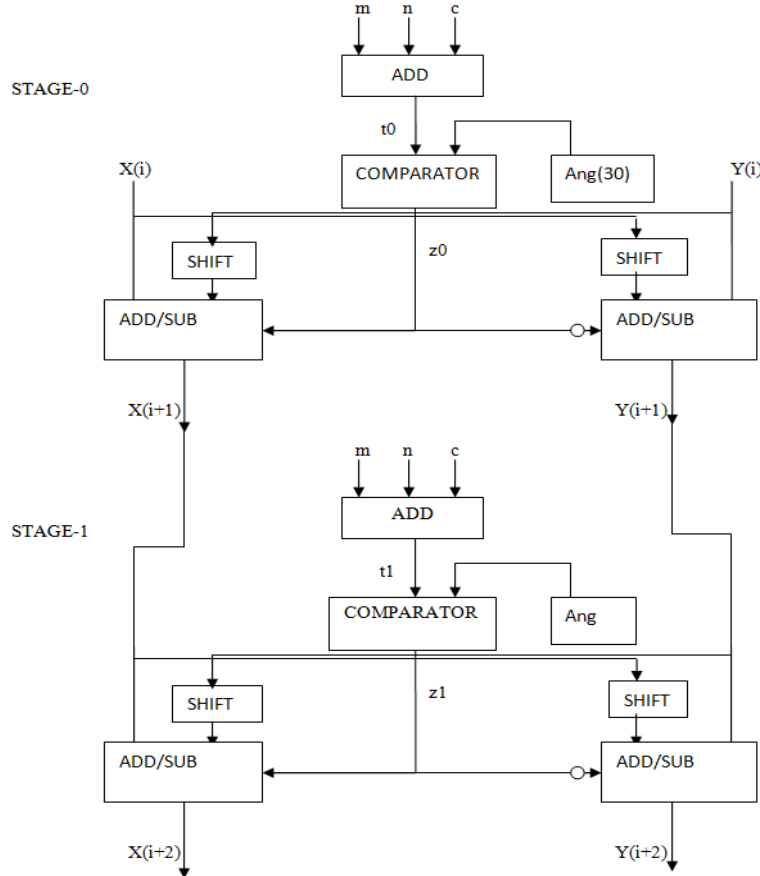 m n c
ADD
STAGE-0
t0
X(i) COMPARATOR Ang(30) Y(i)
z0
SHIFT SHIFT
ADD/SUB ADD/SUB
X(i+1) Y(i+1)
m n c
ADD
STAGE-1
t1
COMPARATOR Ang
z1
SHIFT SHIFT
ADD/SUB ADD/SUB
X(i+2) Y(i+2)